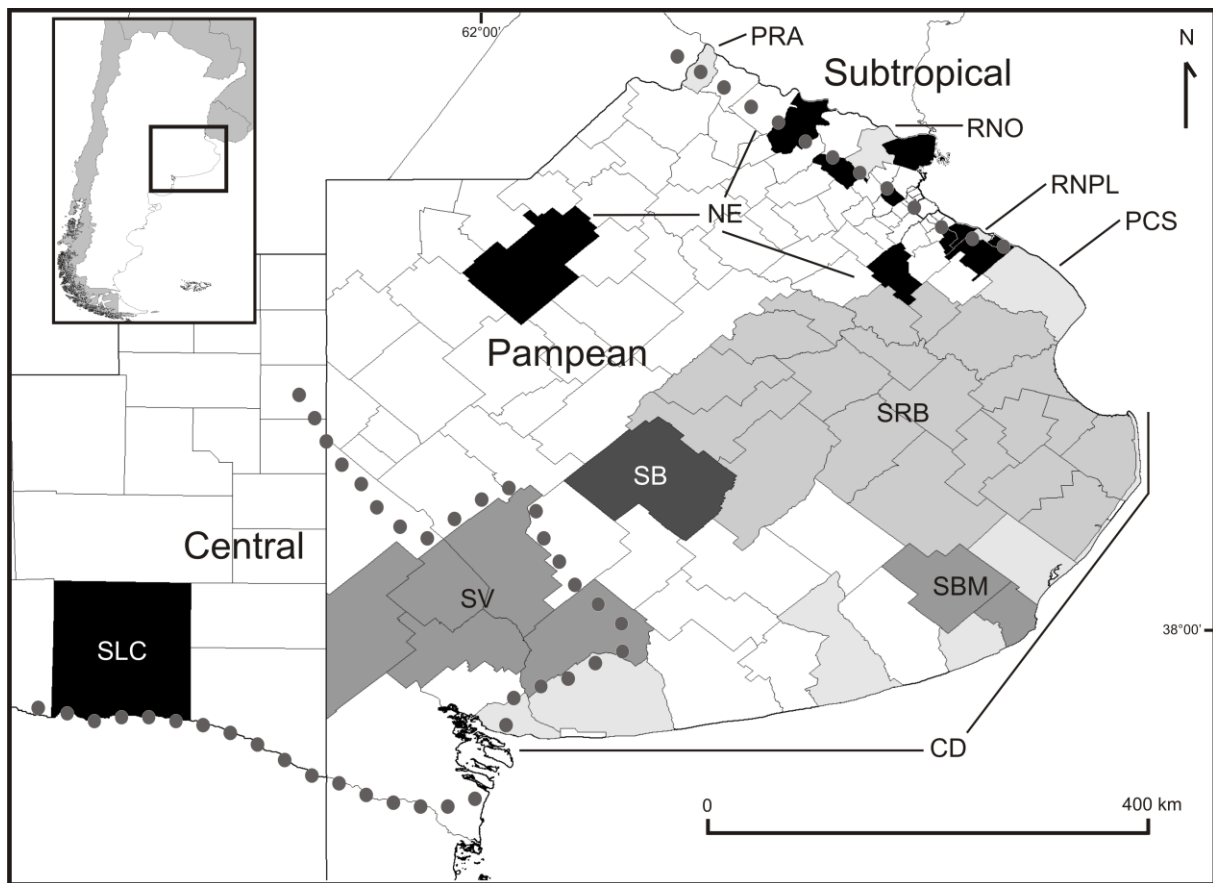 62°00'
PRA
N
Subtropical
RNO
RNPL
NE
PCS
Pampean
SRB
SB
Central
SV
SBM
SLC
38°00'
CD
0
400 km